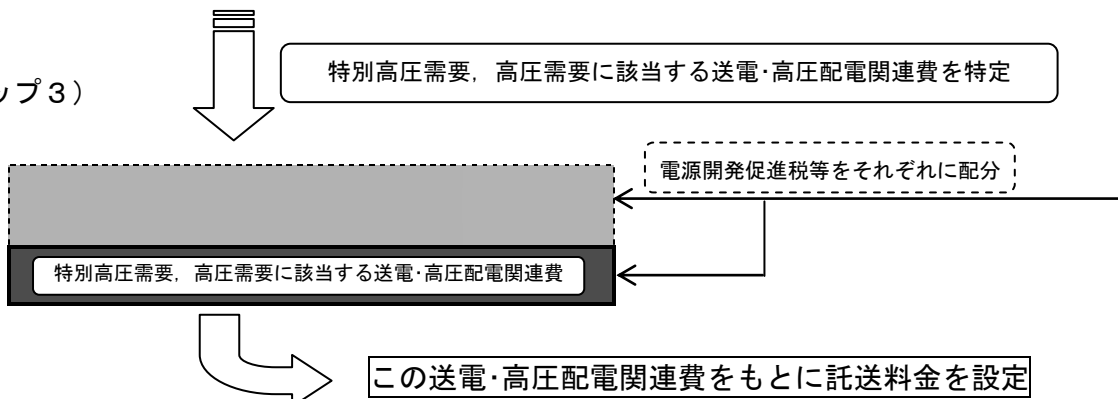 特別高圧需要，高圧需要に該当する送電・高圧配電関連費を特定
ップ３）
電源開発促進税等をそれぞれに配分
特別高圧需要，高圧需要に該当する送電・高圧配電関連費
この送電・高圧配電関連費をもとに託送料金を設定